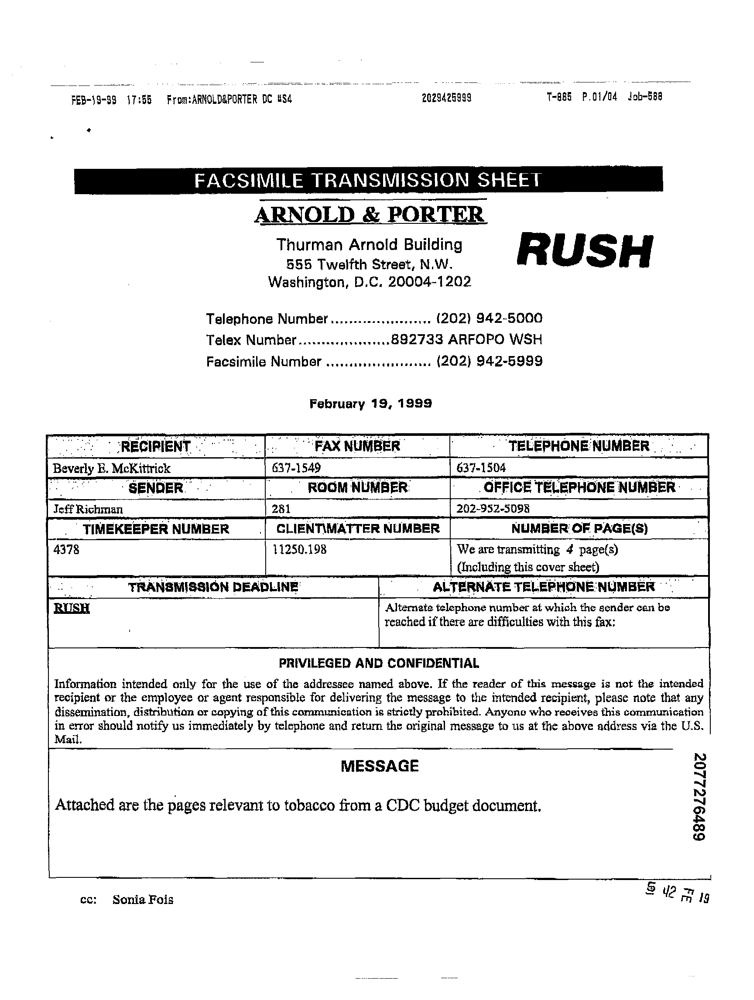 FEB-19-99 17:55 From:ARNOLD&PORTER DC #S4 2029425999 T-885 P.01/04 Job-588
FACSIMILE TRANSMISSION SHEET
ARNOLD & PORTER
Thurman Arnold Building
555 Twelfth Street, N.W.
Washington, D.C. 20004-1202
RUSH
Telephone Number ...................... (202) 942-5000
Telex Number....................892733 ARFOPO WSH
Facsimile Number ....................... (202) 942-5999
February 19, 1999
RECIPIENT FAX NUMBER TELEPHONE NUMBER
Beverly E. McKittrick 637-1549 637-1504
SENDER ROOM NUMBER OFFICE TELEPHONE NUMBER
Jeff Richman 281 202-952-5098
TIMEKEEPER NUMBER CLIENT\MATTER NUMBER NUMBER OF PAGE(S)
4378 11250.198 We are transmitting 4 page(s)
(Including this cover sheet)
TRANSMISSION DEADLINE ALTERNATE TELEPHONE NUMBER
RUSH Alternate telephone number at which the sender can be
reached if there are difficulties with this fax:
PRIVILEGED AND CONFIDENTIAL
Information intended only for the use of the addressee named above. If the reader of this message is not the intended
recipient or the employee or agent responsible for delivering the message to the intended recipient, please note that any
dissemination, distribution or copying of this communication is strictly prohibited. Anyone who receives this communication
in error should notify us immediately by telephone and return the original message to us at the above address via the U.S.
Mail.
MESSAGE
Attached are the pages relevant to tobacco from a CDC budget document.
2077276489
cc: Sonia Fois